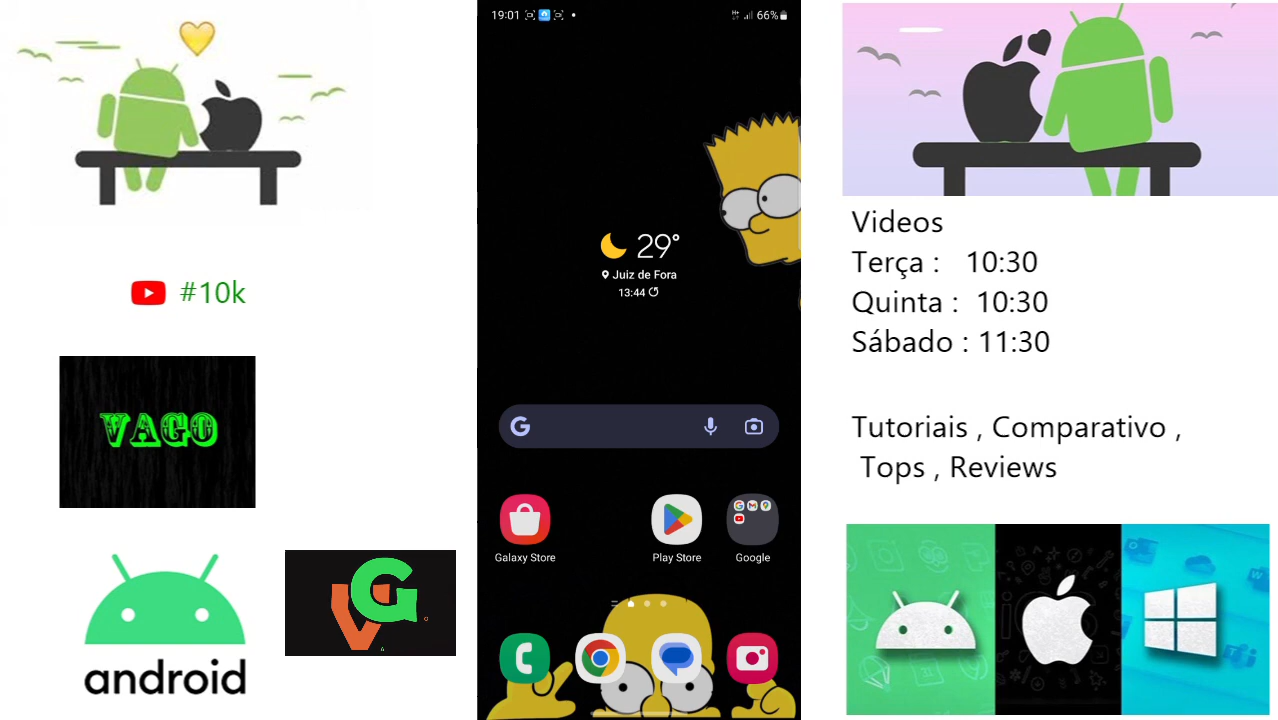 #10k
VAGO
android
VG
19:01
H+
66%
29°
Juiz de Fora
13:44
G
Galaxy Store
Play Store
Google
Videos
Terça : 10:30
Quinta : 10:30
Sábado : 11:30
Tutoriais , Comparativo ,
Tops , Reviews